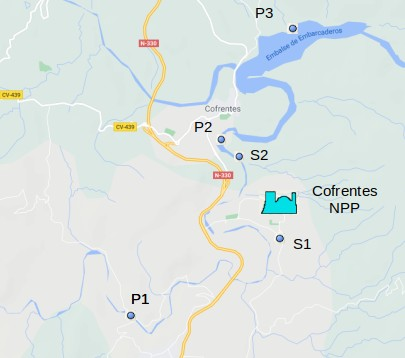 P3
N-330
Embalse de Embarcaderos
CV-439
Cofrentes
CV-439
P2
S2
N-330
Cofrentes
NPP
S1
P1